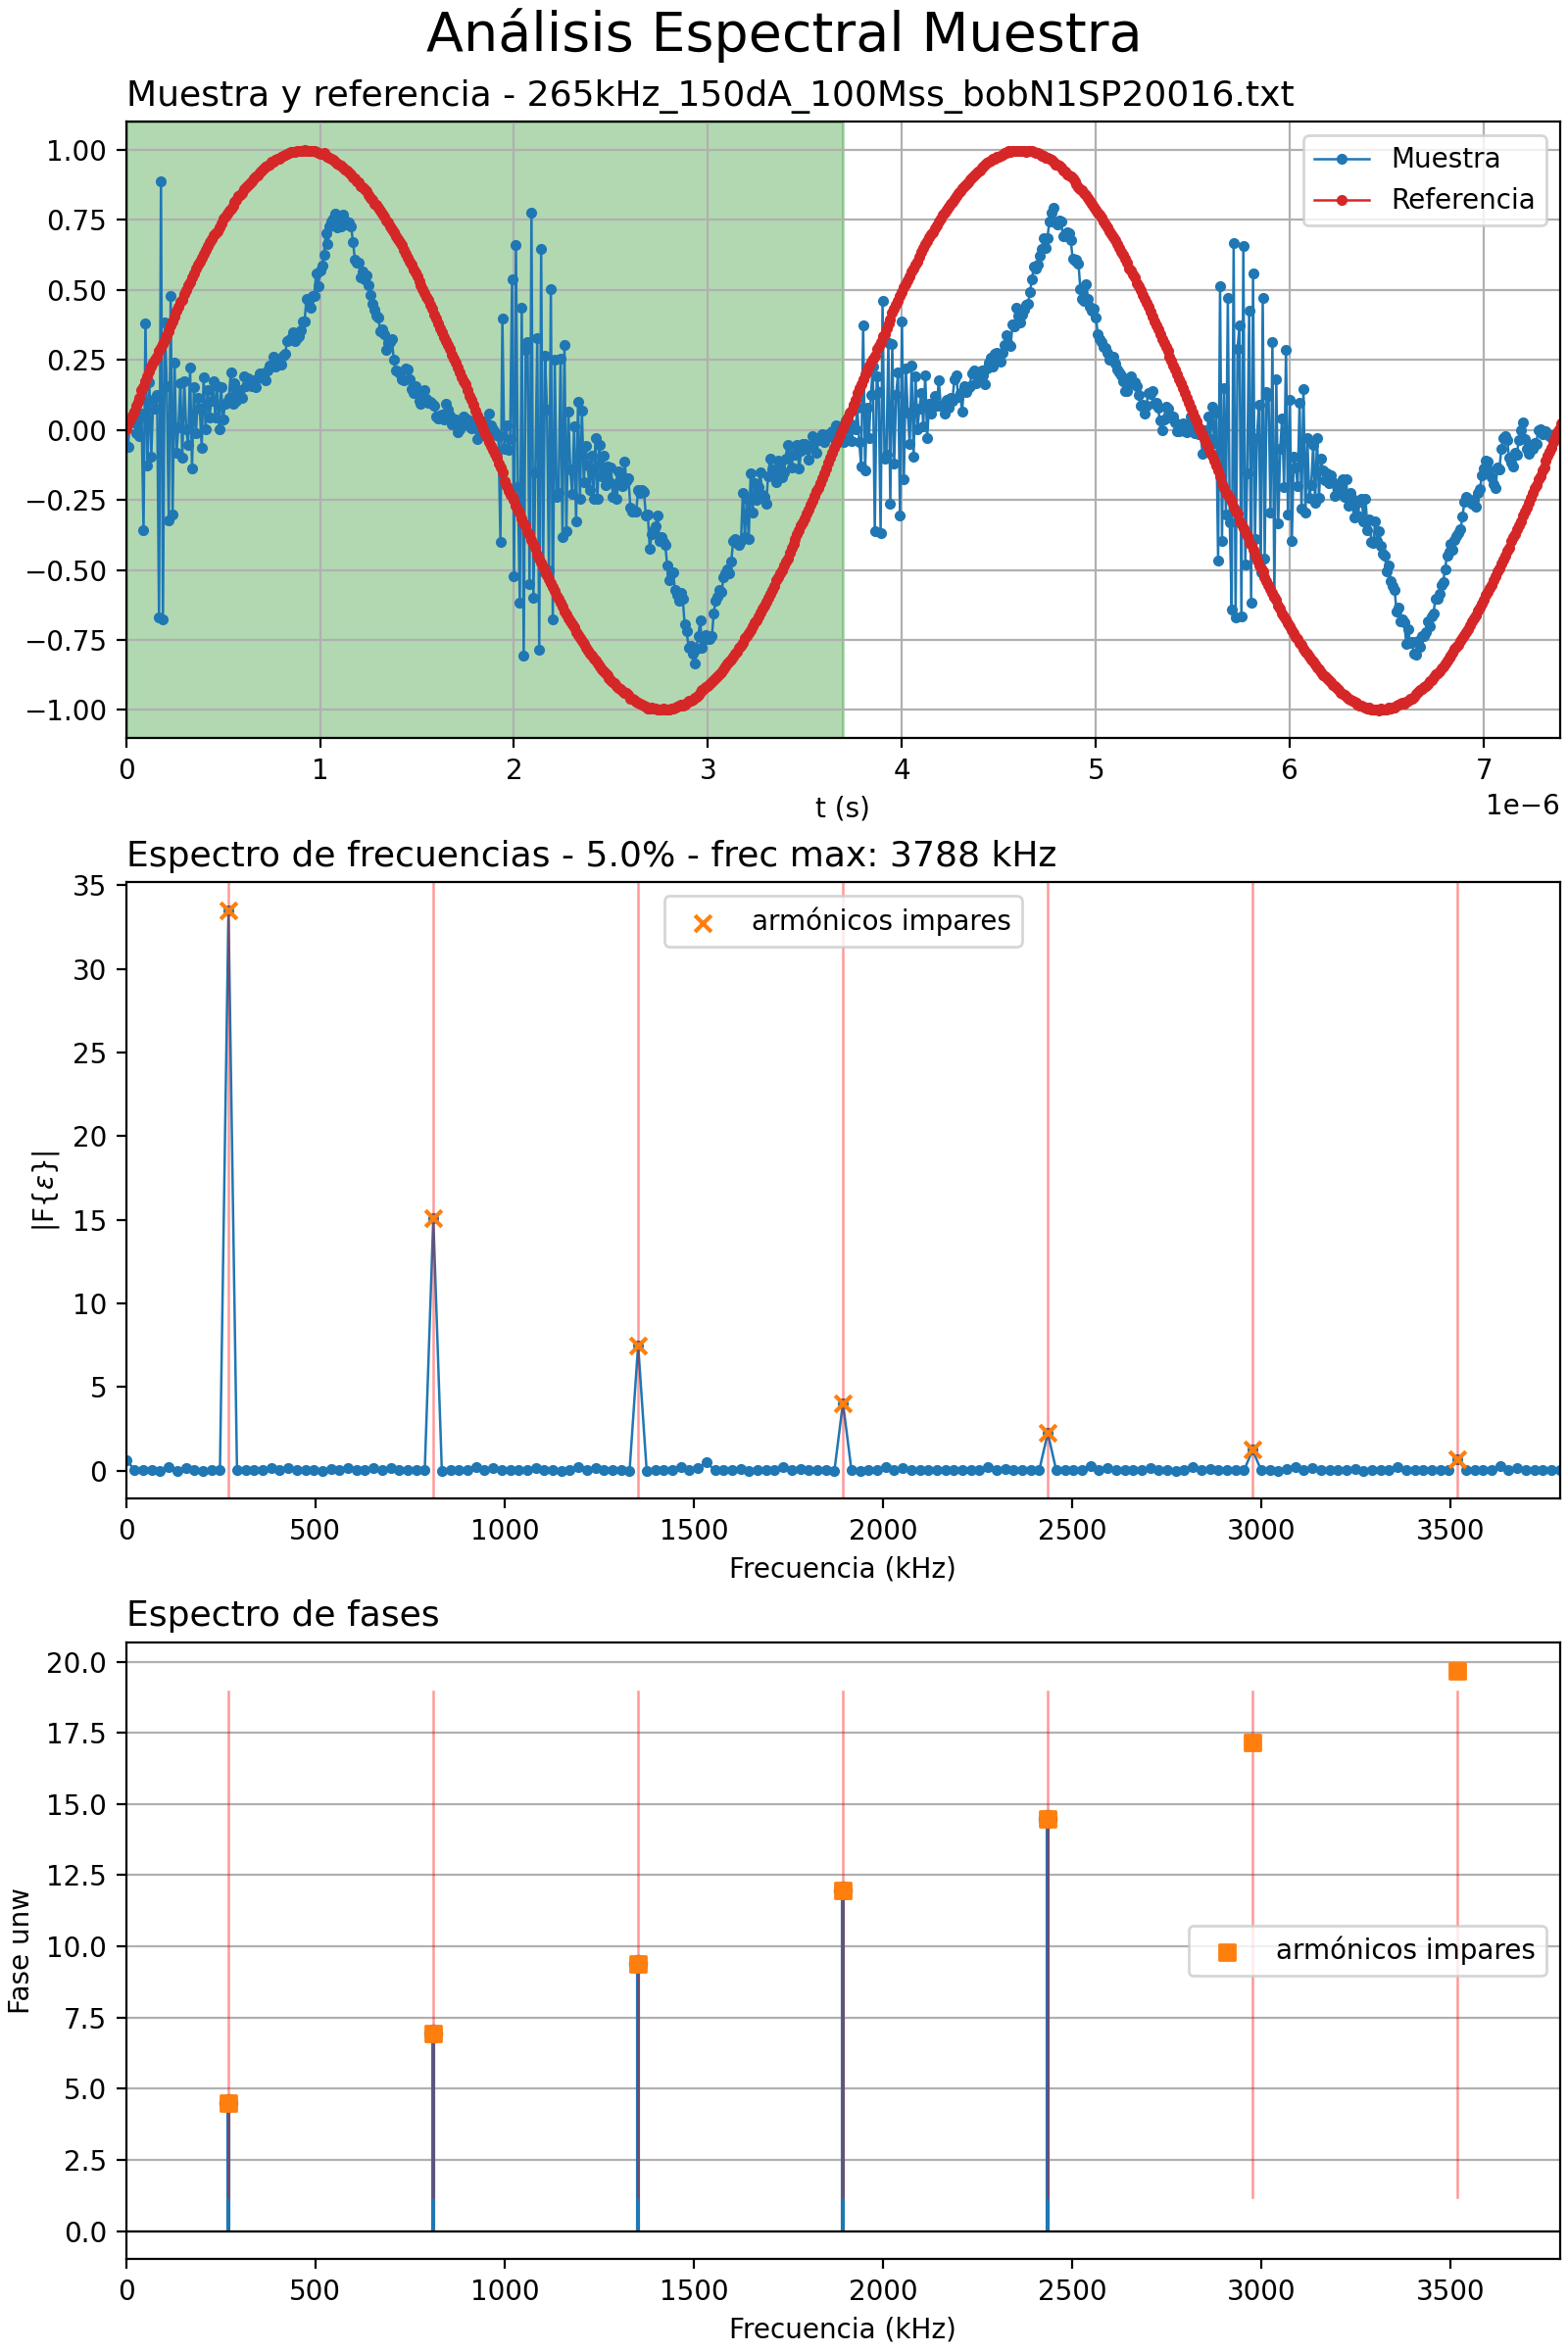 Análisis Espectral Muestra
Muestra y referencia - 265kHz_150dA_100Mss_bobN1SP20016.txt
1.00
0.75
0.50
0.25
0.00
−0.25
−0.50
−0.75
−1.00
Muestra
Referencia
0 1 2 3 4 5 6 7
t (s)
1e−6
Espectro de frecuencias - 5.0% - frec max: 3788 kHz
35
30
25
20
15
10
5
0
|F{ε}|
armónicos impares
0 500 1000 1500 2000 2500 3000 3500
Frecuencia (kHz)
Espectro de fases
20.0
17.5
15.0
12.5
10.0
7.5
5.0
2.5
0.0
Fase unw
armónicos impares
0 500 1000 1500 2000 2500 3000 3500
Frecuencia (kHz)